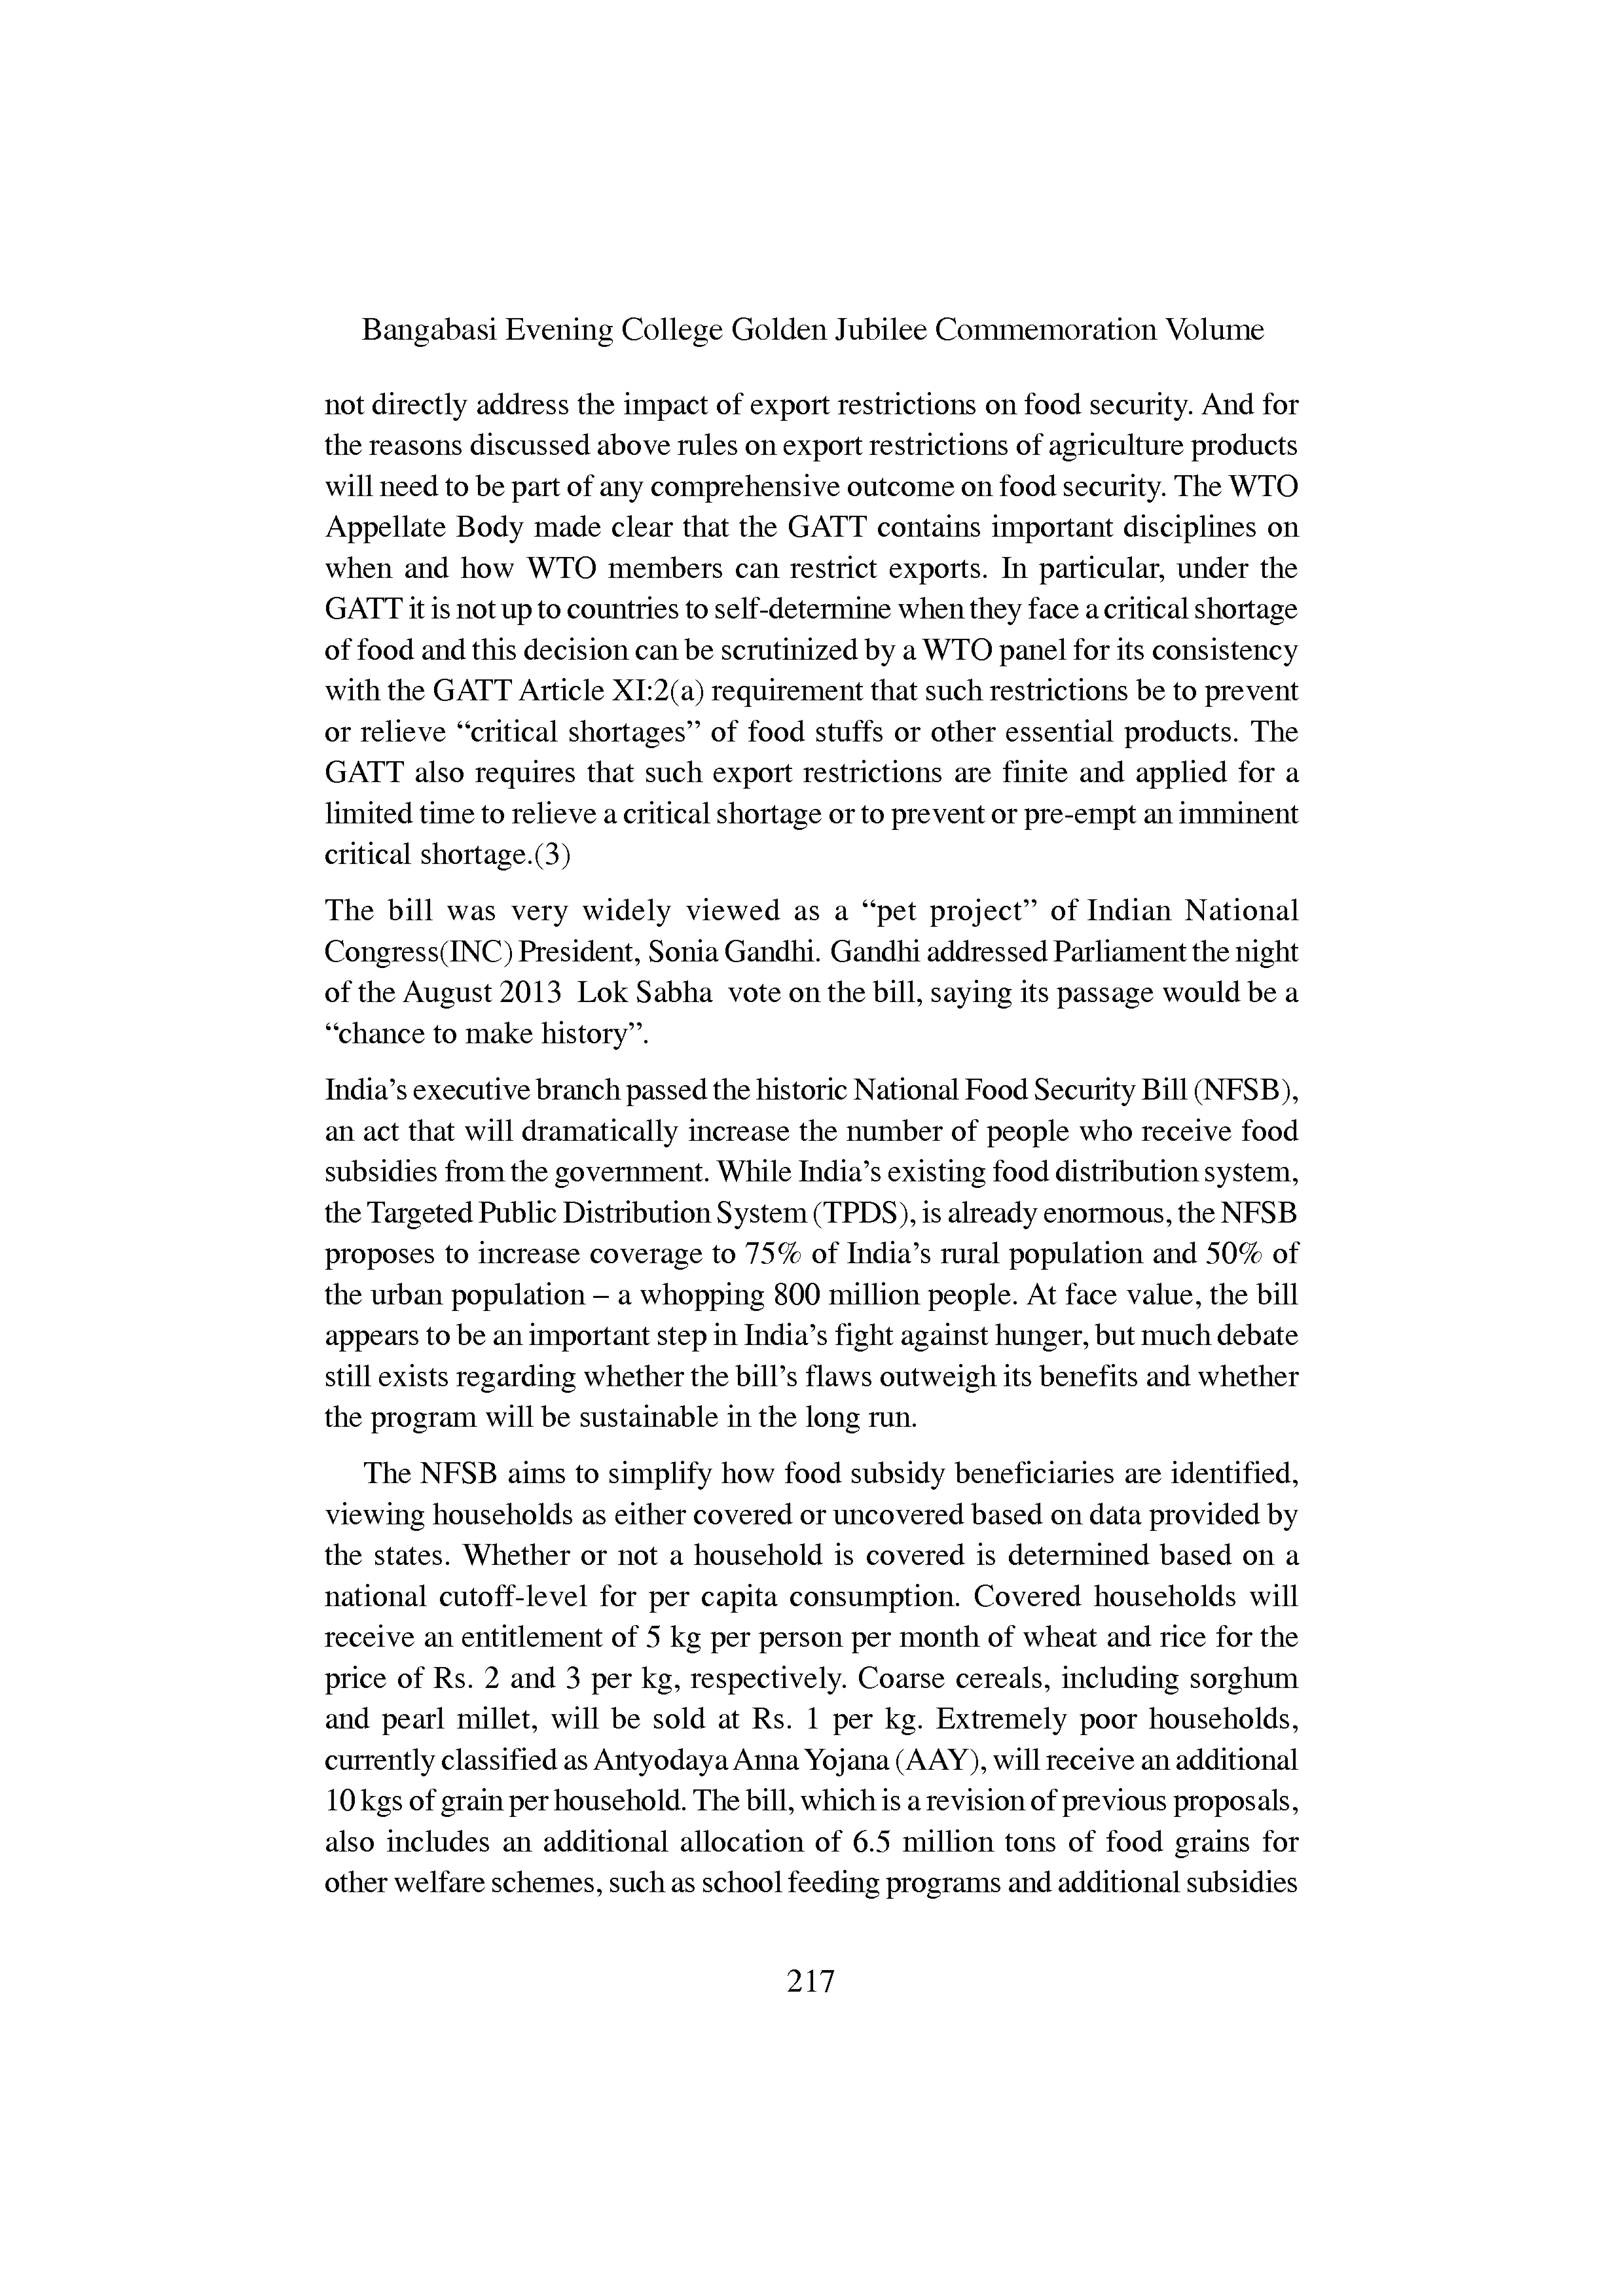 Bangabasi Evening College Golden Jubilee Commemoration Volume
not directly address the impact of export restrictions on food security. And for
the reasons discussed above rules on export restrictions of agriculture products
will need to be part of any comprehensive outcome on food security. The WTO
Appellate Body made clear that the GATT contains important disciplines on
when and how WTO members can restrict exports. In particular, under the
GATT it is not up to countries to self-determine when they face a critical shortage
of food and this decision can be scrutinized by a WTO panel for its consistency
with the GATT Article XI:2(a) requirement that such restrictions be to prevent
or relieve “critical shortages” of food stuffs or other essential products. The
GATT also requires that such export restrictions are finite and applied for a
limited time to relieve a critical shortage or to prevent or pre-empt an imminent
critical shortage.(3)
The bill was very widely viewed as a “pet project” of Indian National
Congress(INC) President, Sonia Gandhi. Gandhi addressed Parliament the night
of the August 2013 Lok Sabha vote on the bill, saying its passage would be a
“chance to make history”.
India’s executive branch passed the historic National Food Security Bill (NFSB),
an act that will dramatically increase the number of people who receive food
subsidies from the government. While India’s existing food distribution system,
the Targeted Public Distribution System (TPDS), is already enormous, the NFSB
proposes to increase coverage to 75% of India’s rural population and 50% of
the urban population – a whopping 800 million people. At face value, the bill
appears to be an important step in India’s fight against hunger, but much debate
still exists regarding whether the bill’s flaws outweigh its benefits and whether
the program will be sustainable in the long run.
The NFSB aims to simplify how food subsidy beneficiaries are identified,
viewing households as either covered or uncovered based on data provided by
the states. Whether or not a household is covered is determined based on a
national cutoff-level for per capita consumption. Covered households will
receive an entitlement of 5 kg per person per month of wheat and rice for the
price of Rs. 2 and 3 per kg, respectively. Coarse cereals, including sorghum
and pearl millet, will be sold at Rs. 1 per kg. Extremely poor households,
currently classified as Antyodaya Anna Yojana (AAY), will receive an additional
10 kgs of grain per household. The bill, which is a revision of previous proposals,
also includes an additional allocation of 6.5 million tons of food grains for
other welfare schemes, such as school feeding programs and additional subsidies
217